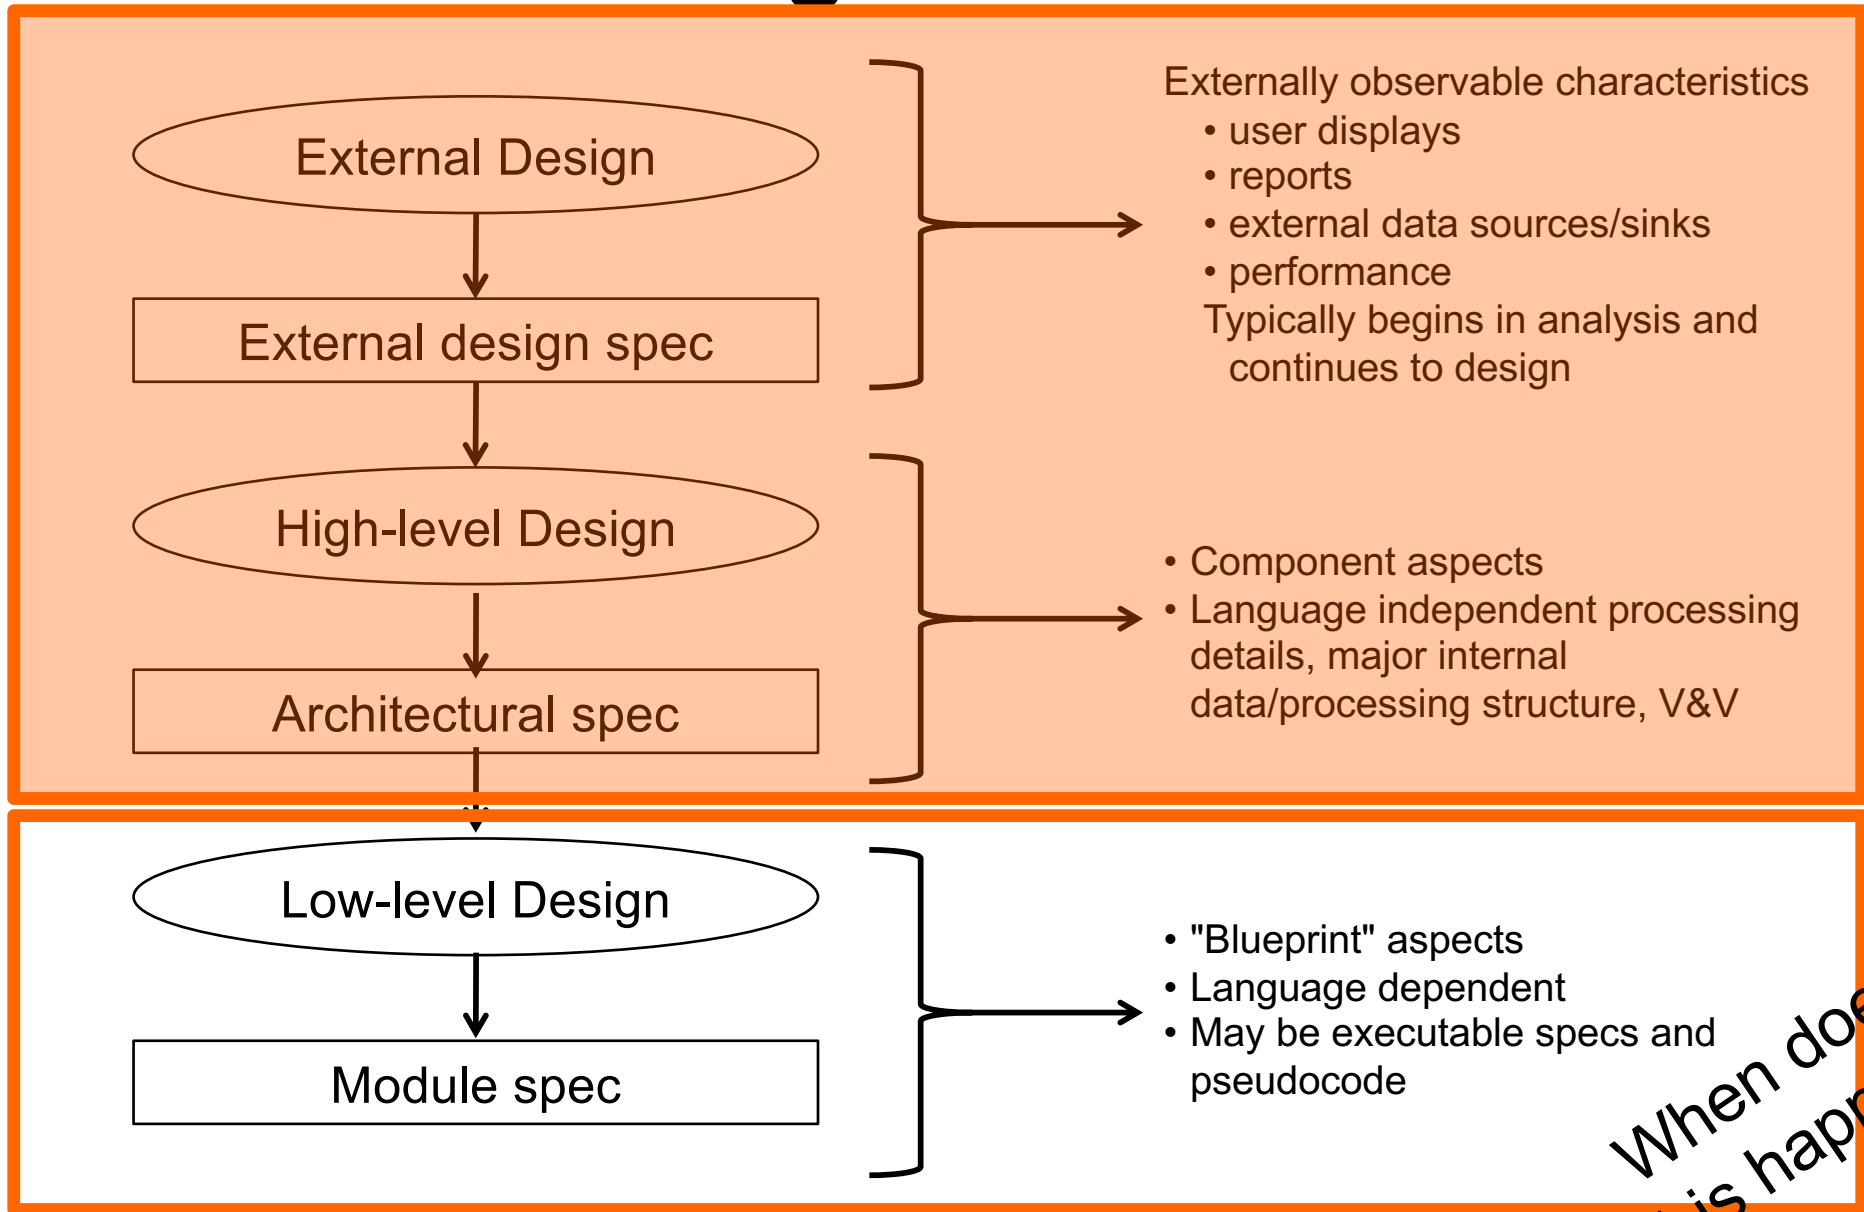 External Design
Externally observable characteristics
• user displays
• reports
• external data sources/sinks
• performance
Typically begins in analysis and
continues to design
External design spec
High-level Design
• Component aspects
• Language independent processing
details, major internal
data/processing structure, V&V
Architectural spec
Low-level Design
• "Blueprint" aspects
• Language dependent
• May be executable specs and
pseudocode
Module spec
When
is